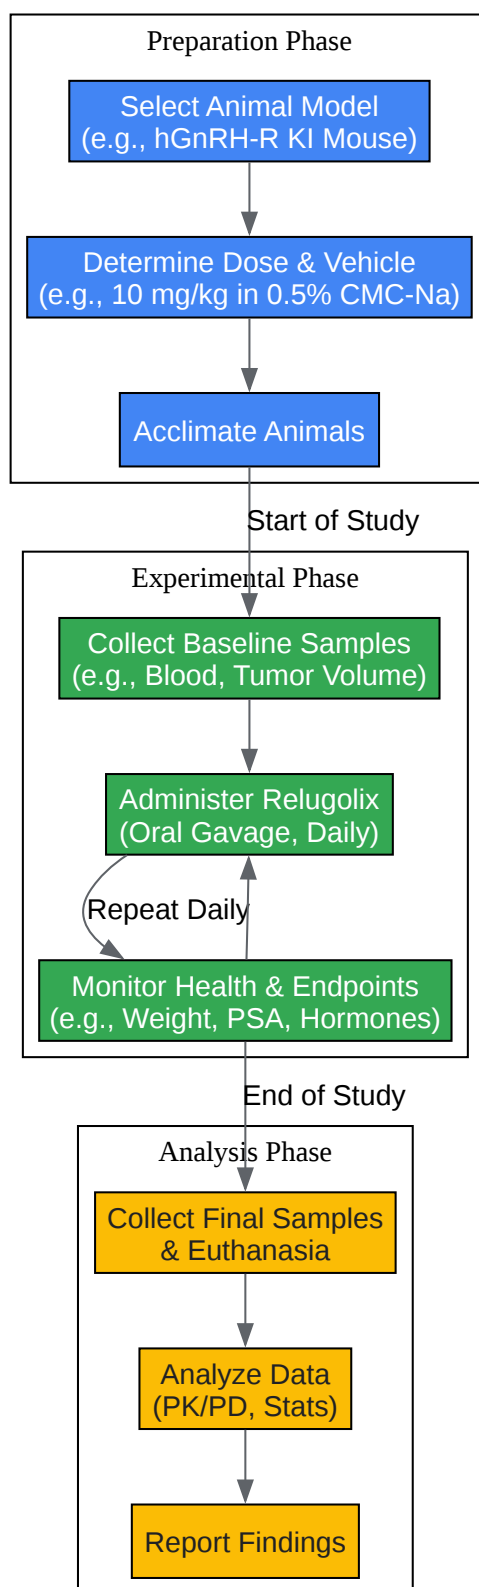 Preparation Phase
Select Animal Model
(e.g., hGnRH-R KI Mouse)
Determine Dose & Vehicle
(e.g., 10 mg/kg in 0.5% CMC-Na)
Acclimate Animals
Start of Study
Experimental Phase
Collect Baseline Samples
(e.g., Blood, Tumor Volume)
Administer Relugolix
(Oral Gavage, Daily)
Repeat Daily
Monitor Health & Endpoints
(e.g., Weight, PSA, Hormones)
End of Study
Analysis Phase
Collect Final Samples
& Euthanasia
Analyze Data
(PK/PD, Stats)
Report Findings